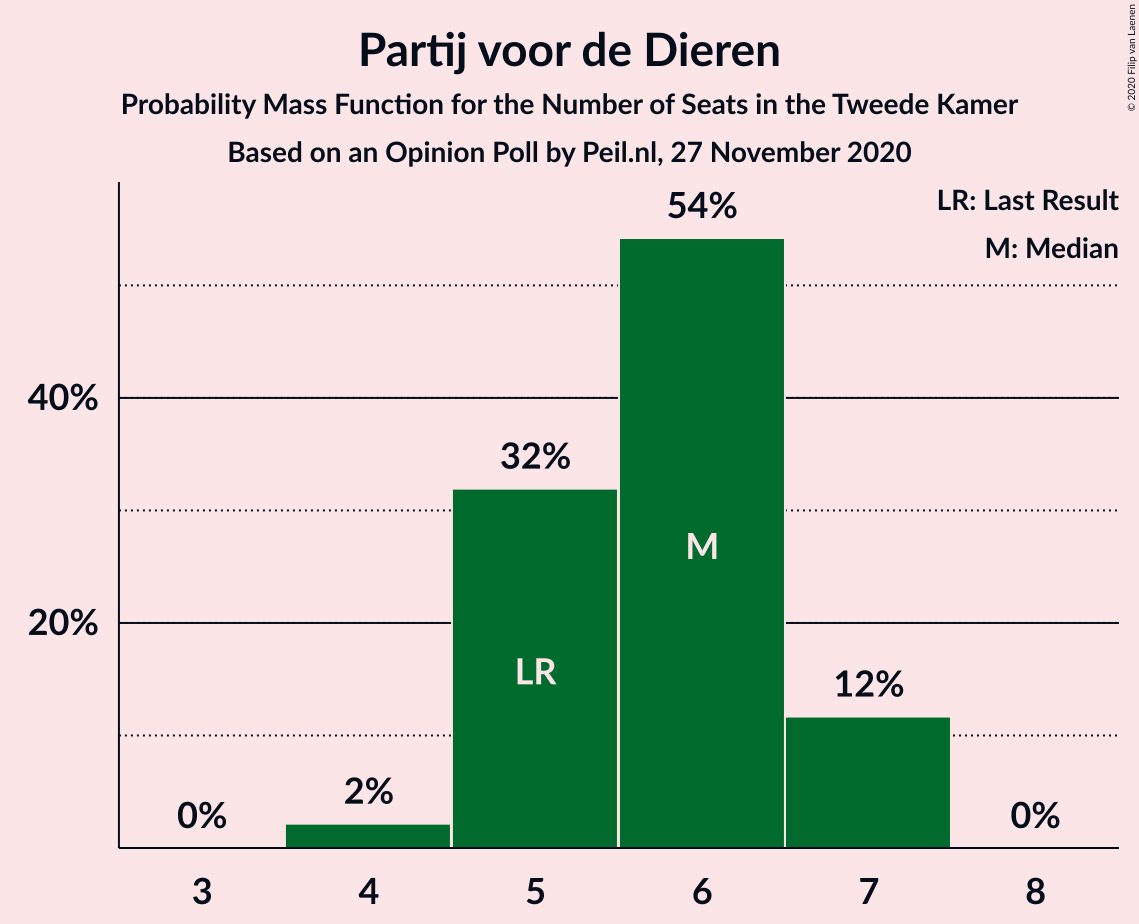 Partij voor de Dieren
Probability Mass Function for the Number of Seats in the Tweede Kamer
Based on an Opinion Poll by Peil.nl, 27 November 2020
© 2020 Filip van Laenen
LR: Last Result
M: Median
54%
40%
32%
M
20%
LR
12%
2%
0%
0%
3 4 5 6 7 8